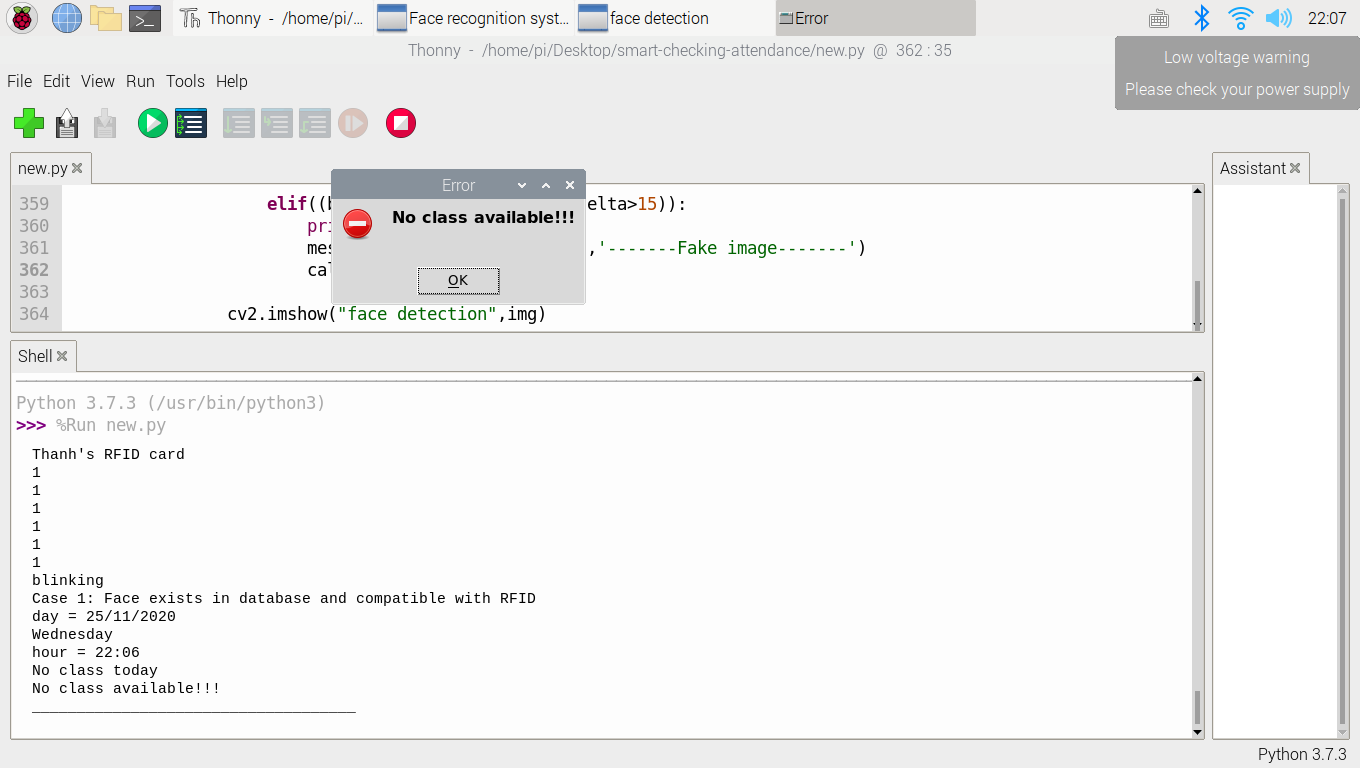 Thonny - /home/pi/...
Face recognition syst...
face detection
Error
22:07
Thonny - /home/pi/Desktop/smart-checking-attendance/new.py @ 362 : 35
Low voltage warning
Please check your power supply
File Edit View Run Tools Help
new.py
Assistant
Error
No class available!!!
OK
359 elif((b elta>15)):
360 pri
361 mes ,'-------Fake image-------')
362 cal
363
364 cv2.imshow("face detection",img)
Shell
Python 3.7.3 (/usr/bin/python3)
>>> %Run new.py
Thanh's RFID card
1
1
1
1
1
1
blinking
Case 1: Face exists in database and compatible with RFID
day = 25/11/2020
Wednesday
hour = 22:06
No class today
No class available!!!
____________________________________
Python 3.7.3